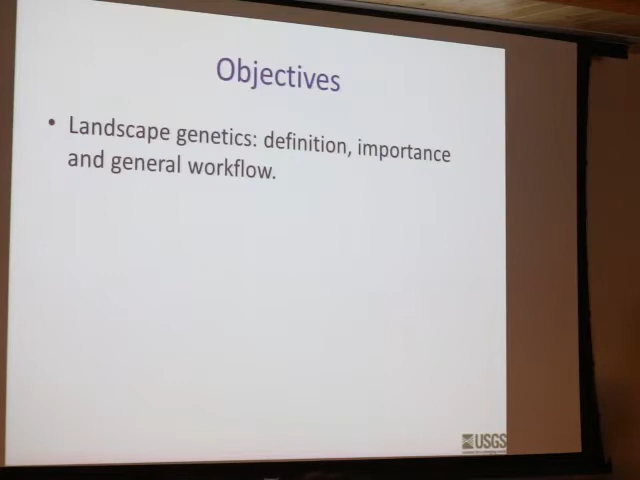 Objectives
• Landscape genetics: definition, importance
and general workflow.
USGS